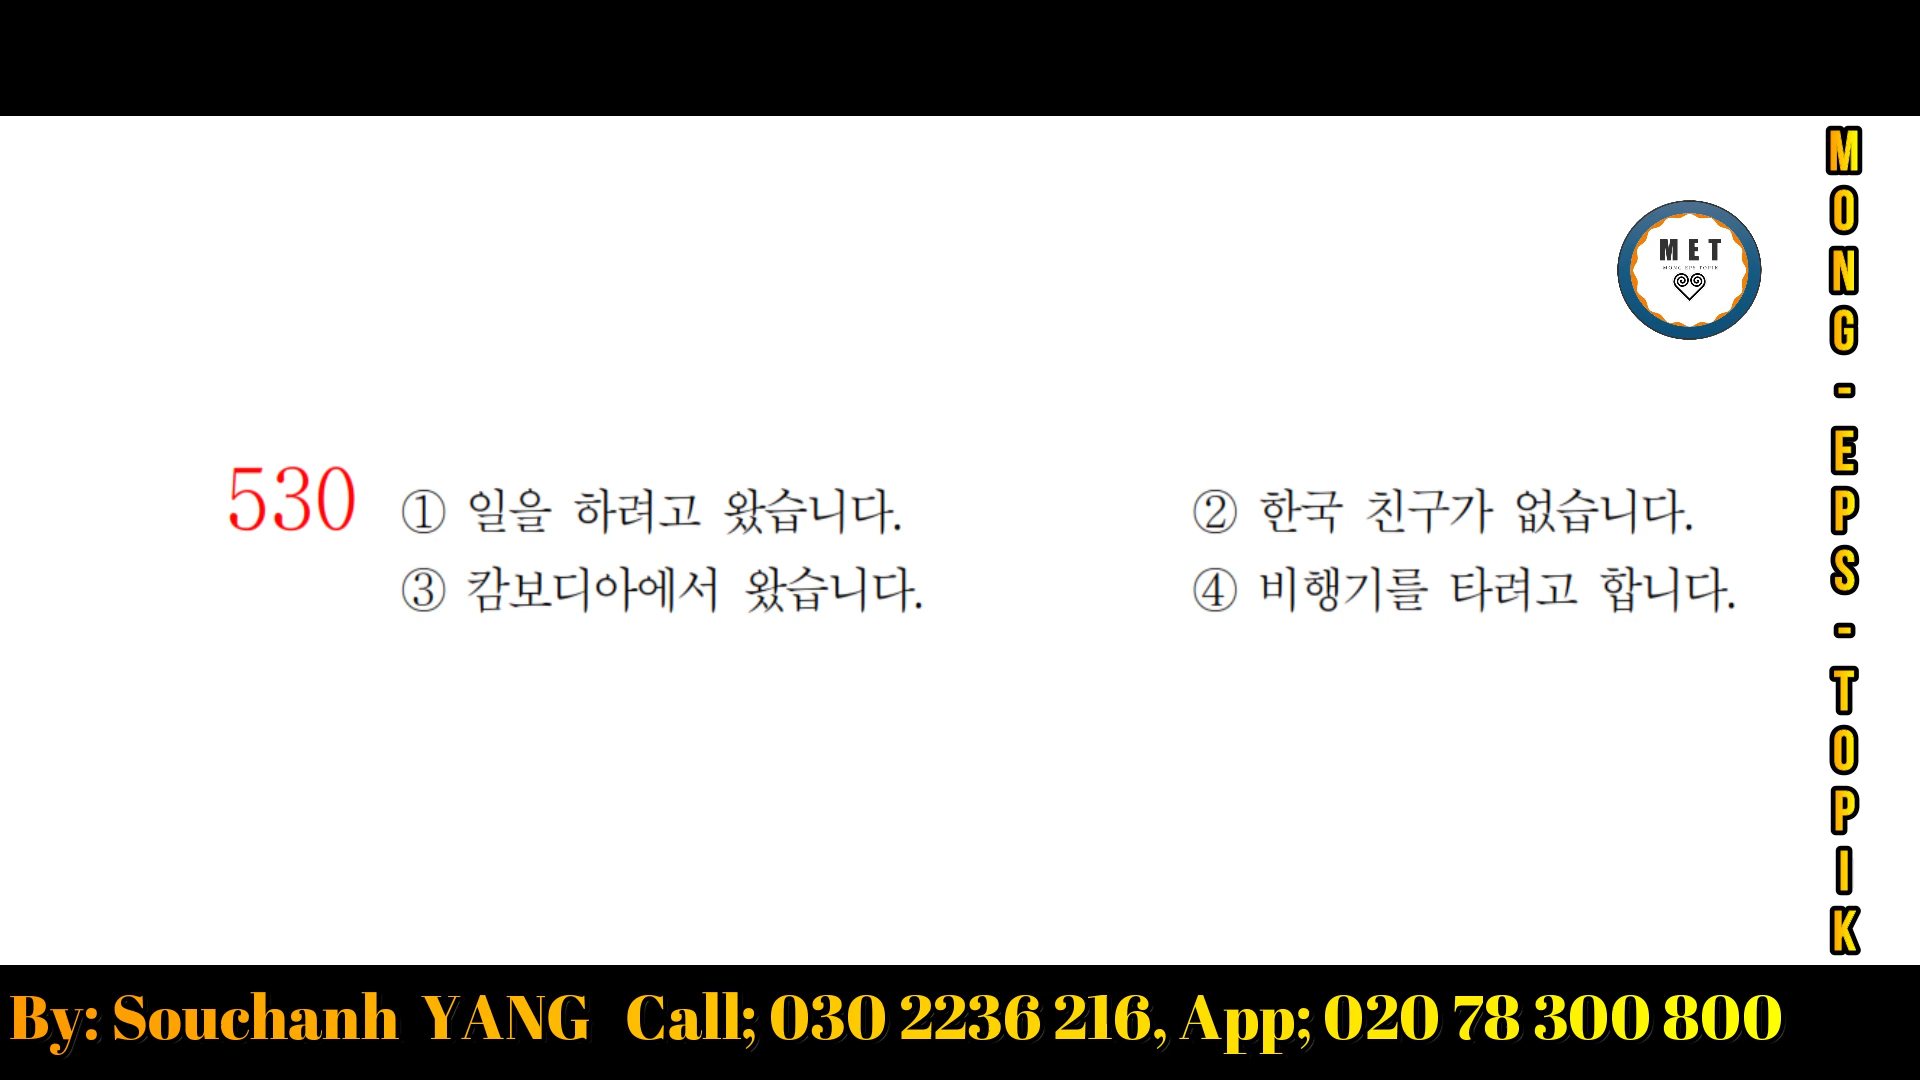 530 ① 일을 하려고 왔습니다. ② 한국 친구가 없습니다.
③ 캄보디아에서 왔습니다. ④ 비행기를 타려고 합니다.
MET
MONG EPS TOPIK
MONG-EPS-TOPIK
By: Souchanh YANG Call; 030 2236 216, App; 020 78 300 800